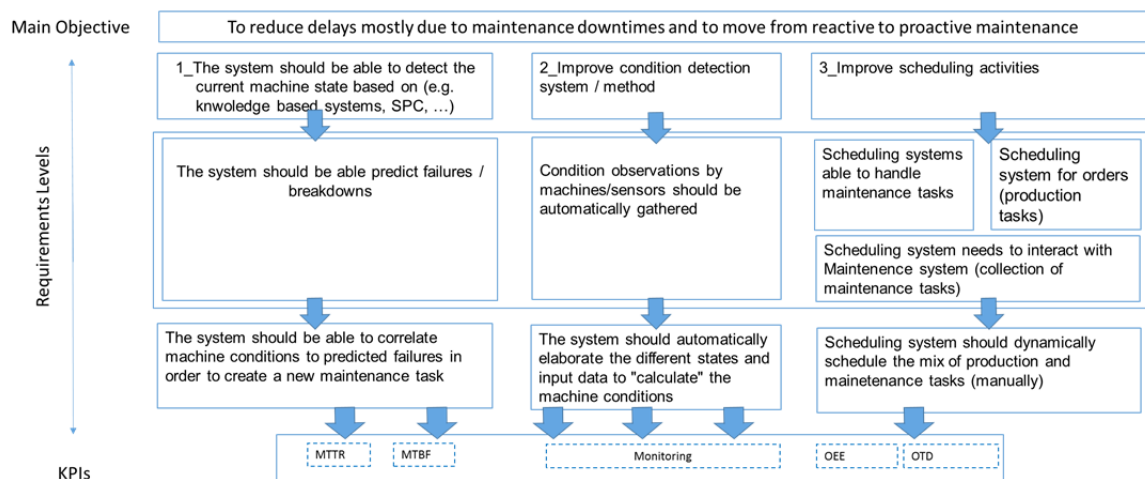 Main Objective
To reduce delays mostly due to maintenance downtimes and to move from reactive to proactive maintenance
Requirements Levels
1_The system should be able to detect the
current machine state based on (e.g.
knwoledge based systems, SPC, …)
2_Improve condition detection
system / method
3_Improve scheduling activities
The system should be able predict failures /
breakdowns
Condition observations by
machines/sensors should be
automatically gathered
Scheduling systems
able to handle
maintenance tasks
Scheduling
system for orders
(production
tasks)
Scheduling system needs to interact with
Maintenence system (collection of
maintenance tasks)
The system should be able to correlate
machine conditions to predicted failures in
order to create a new maintenance task
The system should automatically
elaborate the different states and
input data to "calculate" the
machine conditions
Scheduling system should dynamically
schedule the mix of production and
mainetenance tasks (manually)
KPIs
MTTR
MTBF
Monitoring
OEE
OTD